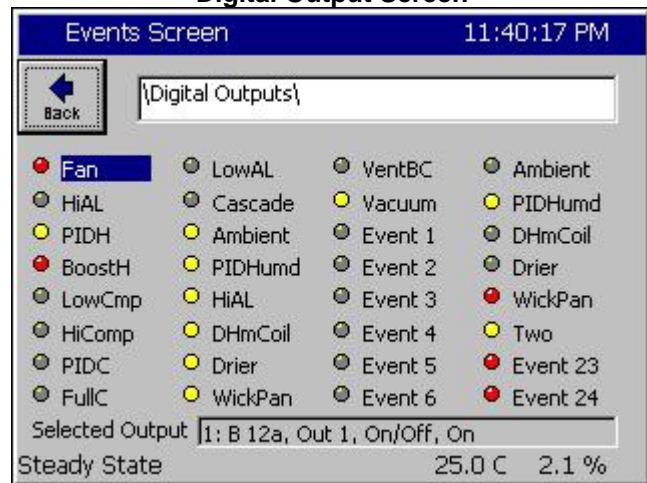 Digital Output Screen
Events Screen 11:40:17 PM
Back \Digital Outputs\
Fan LowAL VentBC Ambient
HiAL Cascade Vacuum PIDHumd
PIDH Ambient Event 1 DHmCoil
BoostH PIDHumd Event 2 Drier
LowCmp HiAL Event 3 WickPan
HiComp DHmCoil Event 4 Two
PIDC Drier Event 5 Event 23
FullC WickPan Event 6 Event 24
Selected Output 1: B 12a, Out 1, On/Off, On
Steady State 25.0 C 2.1 %